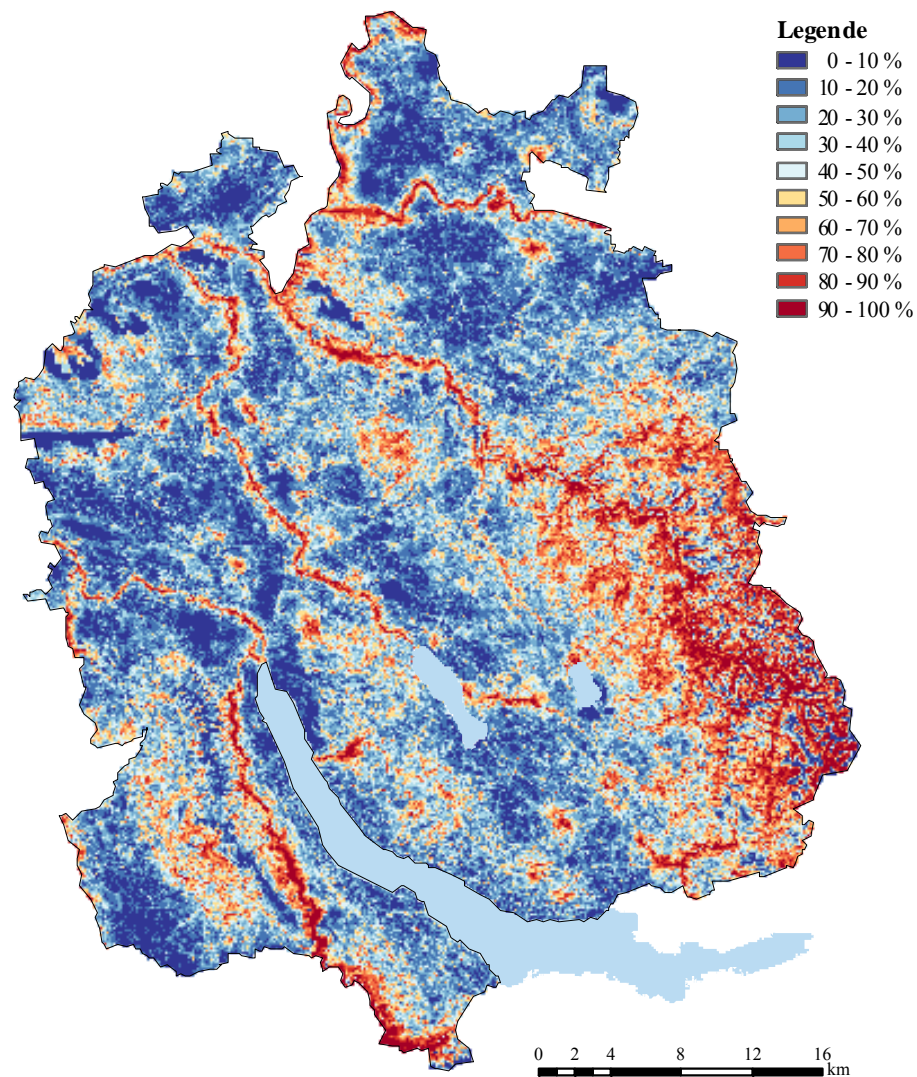 Legende
0 - 10 %
10 - 20 %
20 - 30 %
30 - 40 %
40 - 50 %
50 - 60 %
60 - 70 %
70 - 80 %
80 - 90 %
90 - 100 %
0 2 4 8 12 16
km